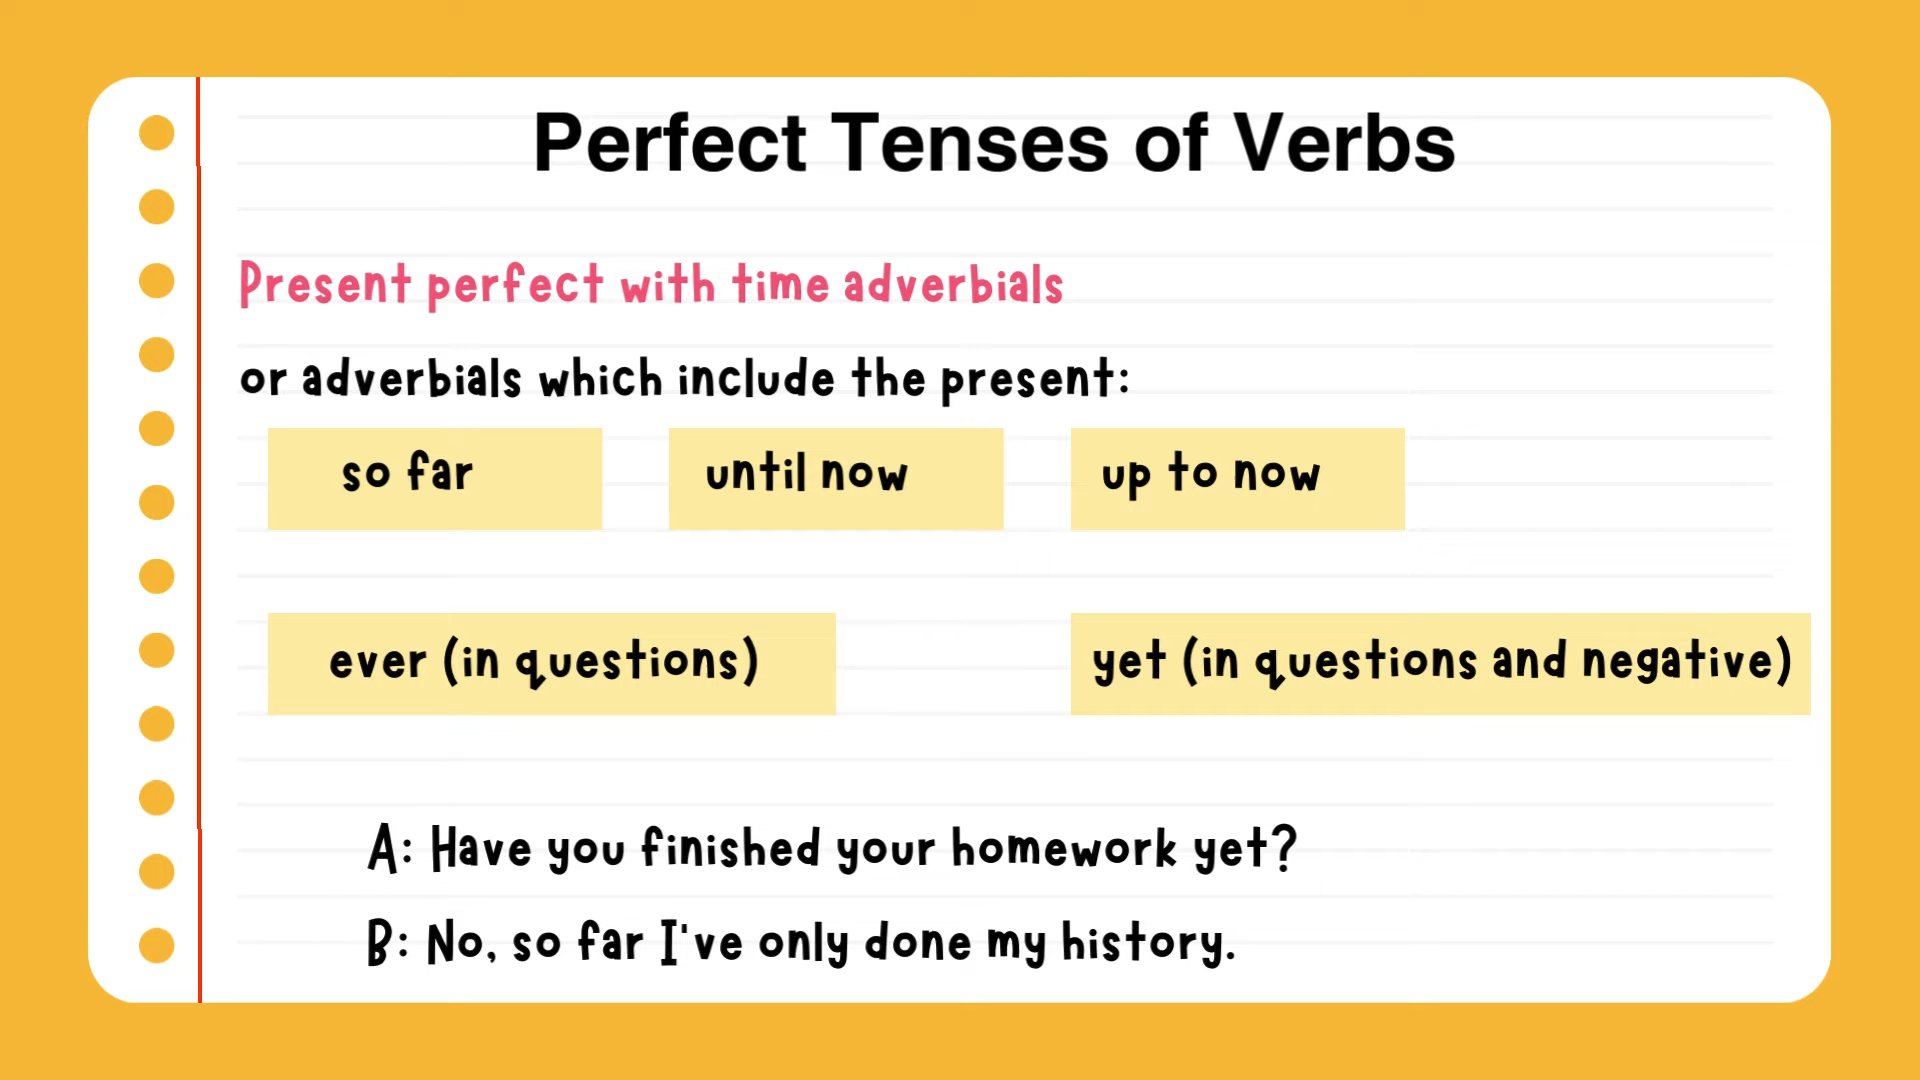 Perfect Tenses of Verbs
Present perfect with time adverbials
or adverbials which include the present:
so far
until now
up to now
ever (in questions)
yet (in questions and negative)
A: Have you finished your homework yet?
B: No, so far I've only done my history.